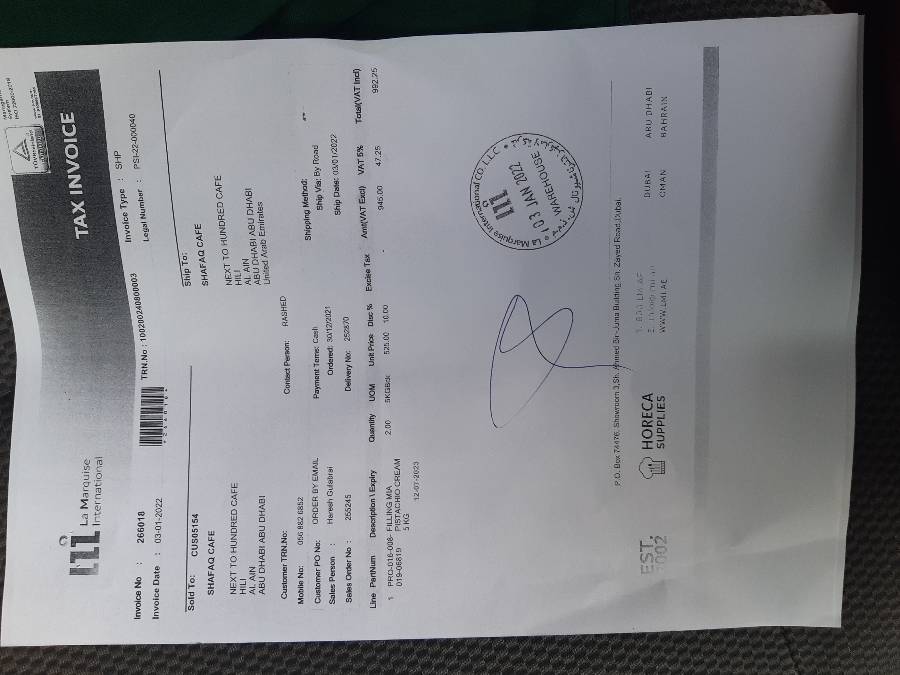 TAX INVOICE
La Marquise
International
Invoice No : 266018
TRN.No : 100200240800003
Invoice Type : SHP
Invoice Date : 03-01-2022
Legal Number : PSI-22-000040
Sold To: CUS05154
Ship To:
SHAFAQ CAFE
SHAFAQ CAFE
NEXT TO HUNDRED CAFE
HILI
AL AIN
ABU DHABI ABU DHABI
NEXT TO HUNDRED CAFE
HILI
AL AIN
ABU DHABI ABU DHABI
United Arab Emirates
Customer TRN.No:
Contact Person: RASHED
Mobile No: 056 882 6852
Shipping Method:
Customer PO No: ORDER BY EMAIL
Payment Terms: Cash
Ship Via: By Road
Sales Person : Haresh Gulabrai
Ordered: 30/12/2021
Ship Date: 03/01/2022
Sales Order No : 255245
Delivery No: 252870
Line PartNum Description \ Expiry Quantity UOM Unit Price Disc % Excise Tax Amt(VAT Excl) VAT 5% Total(VAT Incl)
1 PRO-016-008- FILLING MIA 2.00 5KGBck 525.00 10.00 945.00 47.25 992.25
019-06819 PISTACHIO CREAM
5 KG
12-07-2023
La Marquise International CO. LLC
03 JAN 2022
WAREHOUSE
P.O. Box 74476, Showroom 3,Sh. Ahmed Bin Juma Building,Sh. Zayed Road,Dubai.
EST.
2002
HORECA
SUPPLIES
WWW.LMI.AE
DUBAI ABU DHABI
OMAN BAHRAIN